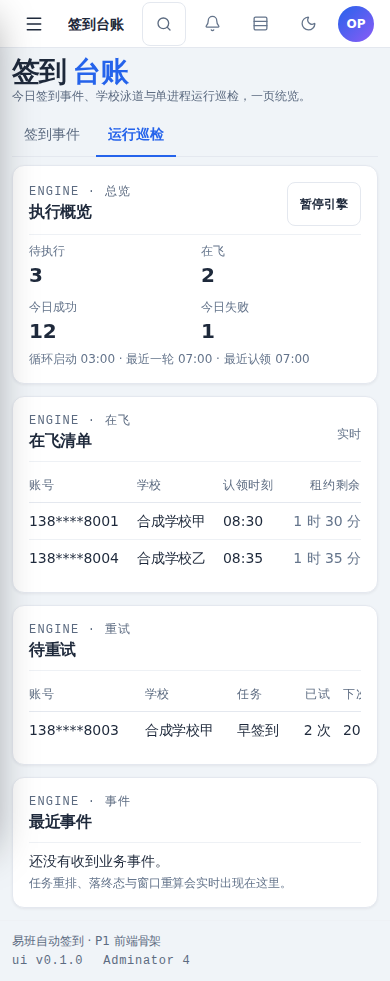 签到台账
OP
签到 台账
今日签到事件、学校泳道与单进程运行巡检，一页统览。
签到事件 运行巡检
ENGINE · 总览
执行概览
暂停引擎
待执行 在飞
3 2
今日成功 今日失败
12 1
循环启动 03:00 · 最近一轮 07:00 · 最近认领 07:00
ENGINE · 在飞
在飞清单
实时
账号 学校 认领时刻 租约剩余
138****8001 合成学校甲 08:30 1 时 30 分
138****8004 合成学校乙 08:35 1 时 35 分
ENGINE · 重试
待重试
账号 学校 任务 已试 下
138****8003 合成学校甲 早签到 2 次 20
ENGINE · 事件
最近事件
还没有收到业务事件。
任务重排、落终态与窗口重算会实时出现在这里。
易班自动签到 · P1 前端骨架
ui v0.1.0 Adminator 4